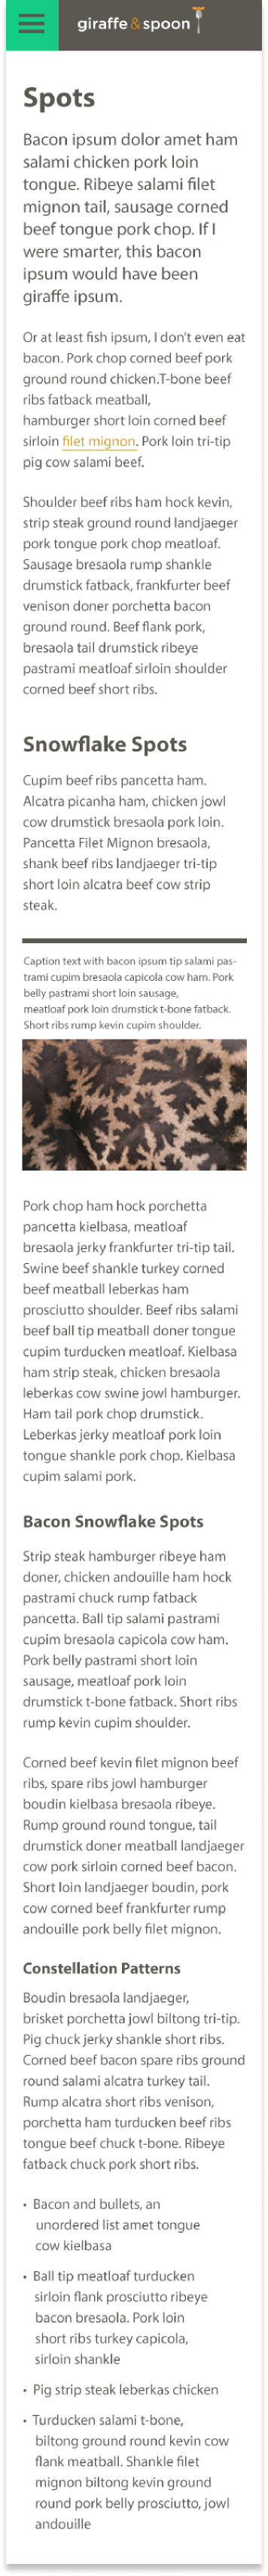 giraffe&spoon
Spots
Bacon ipsum dolor amet ham
salami chicken pork loin
tongue. Ribeye salami filet
mignon tail, sausage corned
beef tongue pork chop. If I
were smarter, this bacon
ipsum would have been
giraffe ipsum.
Or at least fish ipsum, I don't even eat
bacon. Pork chop corned beef pork
ground round chicken.T-bone beef
ribs fatback meatball,
hamburger short loin corned beef
sirloin filet mignon. Pork loin tri-tip
pig cow salami beef.
Shoulder beef ribs ham hock kevin,
strip steak ground round landjaeger
pork tongue pork chop meatloaf.
Sausage bresaola rump shankle
drumstick fatback, frankfurter beef
venison doner porchetta bacon
ground round. Beef flank pork,
bresaola tail drumstick ribeye
pastrami meatloaf sirloin shoulder
corned beef short ribs.
Snowflake Spots
Cupim beef ribs pancetta ham.
Alcatra picanha ham, chicken jowl
cow drumstick bresaola pork loin.
Pancetta Filet Mignon bresaola,
shank beef ribs landjaeger tri-tip
short loin alcatra beef cow strip
steak.
Caption text with bacon ipsum tip salami pas-
trami cupim bresaola capicola cow ham. Pork
belly pastrami short loin sausage,
meatloaf pork loin drumstick t-bone fatback.
Short ribs rump kevin cupim shoulder.
Pork chop ham hock porchetta
pancetta kielbasa, meatloaf
bresaola jerky frankfurter tri-tip tail.
Swine beef shankle turkey corned
beef meatball leberkas ham
prosciutto shoulder. Beef ribs salami
beef ball tip meatball doner tongue
cupim turducken meatloaf. Kielbasa
ham strip steak, chicken bresaola
leberkas cow swine jowl hamburger.
Ham tail pork chop drumstick.
Leberkas jerky meatloaf pork loin
tongue shankle pork chop. Kielbasa
cupim salami pork.
Bacon Snowflake Spots
Strip steak hamburger ribeye ham
doner, chicken andouille ham hock
pastrami chuck rump fatback
pancetta. Ball tip salami pastrami
cupim bresaola capicola cow ham.
Pork belly pastrami short loin
sausage, meatloaf pork loin
drumstick t-bone fatback. Short ribs
rump kevin cupim shoulder.
Corned beef kevin filet mignon beef
ribs, spare ribs jowl hamburger
boudin kielbasa bresaola ribeye.
Rump ground round tongue, tail
drumstick doner meatball landjaeger
cow pork sirloin corned beef bacon.
Short loin landjaeger boudin, pork
cow corned beef frankfurter rump
andouille pork belly filet mignon.
Constellation Patterns
Boudin bresaola landjaeger,
brisket porchetta jowl biltong tri-tip.
Pig chuck jerky shankle short ribs.
Corned beef bacon spare ribs ground
round salami alcatra turkey tail.
Rump alcatra short ribs venison,
porchetta ham turducken beef ribs
tongue beef chuck t-bone. Ribeye
fatback chuck pork short ribs.
• Bacon and bullets, an
unordered list amet tongue
cow kielbasa
• Ball tip meatloaf turducken
sirloin flank prosciutto ribeye
bacon bresaola. Pork loin
short ribs turkey capicola,
sirloin shankle
• Pig strip steak leberkas chicken
• Turducken salami t-bone,
biltong ground round kevin cow
flank meatball. Shankle filet
mignon biltong kevin ground
round pork belly prosciutto, jowl
andouille